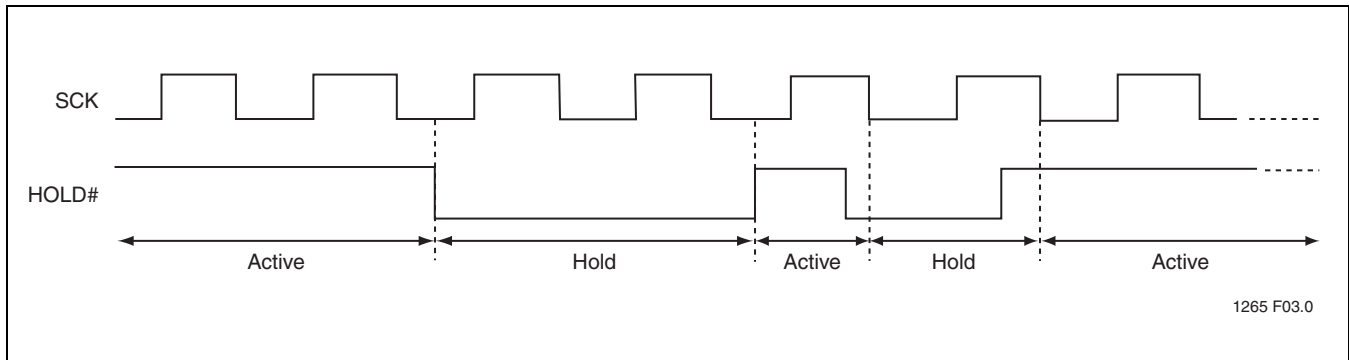 SCK
HOLD#
Active
Hold
Active
Hold
Active
1265 F03.0